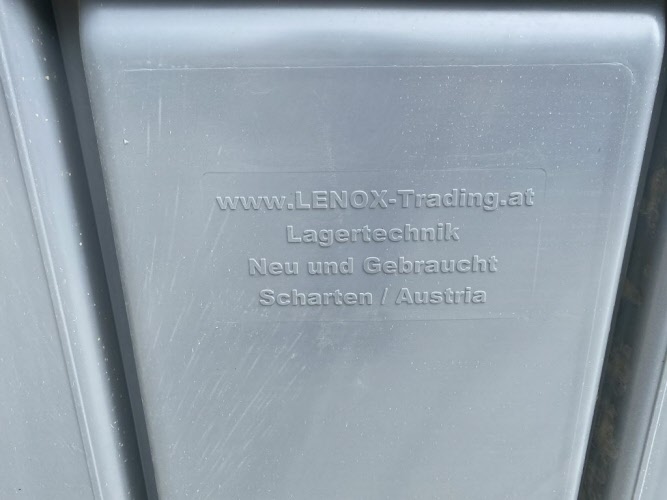 www.LENOX-Trading.at
Lagertechnik
Neu und Gebraucht
Scharten / Austria